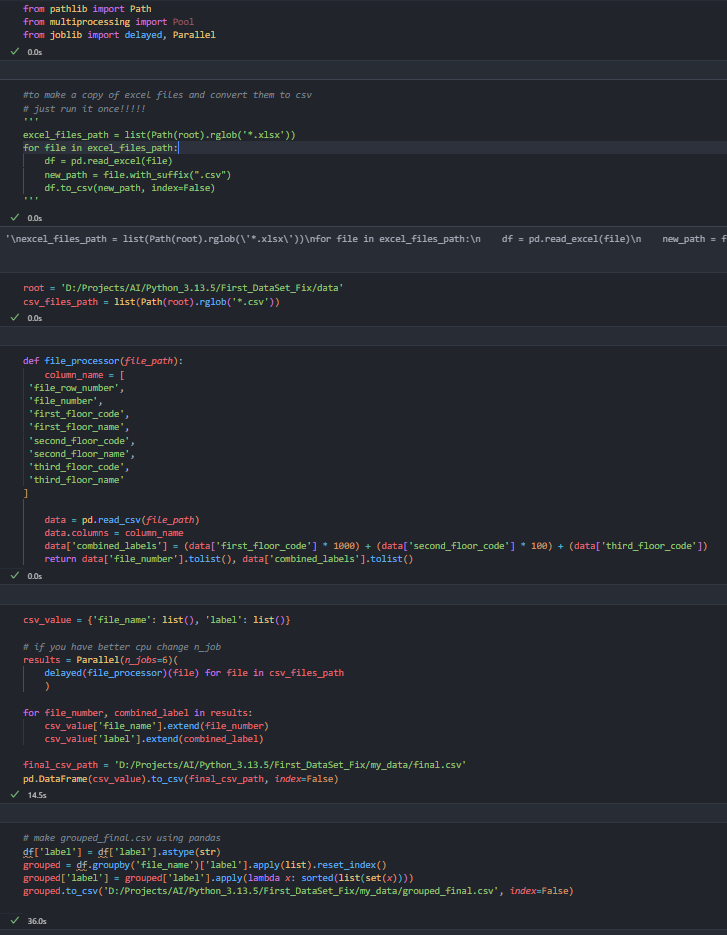 from pathlib import Path
from multiprocessing import Pool
from joblib import delayed, Parallel
0.0s
#to make a copy of excel files and convert them to csv
# just run it once!!!!!
'''
excel_files_path = list(Path(root).rglob('*.xlsx'))
for file in excel_files_path:
    df = pd.read_excel(file)
    new_path = file.with_suffix(".csv")
    df.to_csv(new_path, index=False)
'''
0.0s
'\nexcel_files_path = list(Path(root).rglob(\'*.xlsx\'))\nfor file in excel_files_path:\n    df = pd.read_excel(file)\n    new_path = f
root = 'D:/Projects/AI/Python_3.13.5/First_DataSet_Fix/data'
csv_files_path = list(Path(root).rglob('*.csv'))
0.0s
def file_processor(file_path):
    column_name = [
 'file_row_number',
 'file_number',
 'first_floor_code',
 'first_floor_name',
 'second_floor_code',
 'second_floor_name',
 'third_floor_code',
 'third_floor_name'
]
    data = pd.read_csv(file_path)
    data.columns = column_name
    data['combined_labels'] = (data['first_floor_code'] * 1000) + (data['second_floor_code'] * 100) + (data['third_floor_code'])
    return data['file_number'].tolist(), data['combined_labels'].tolist()
0.0s
csv_value = {'file_name': list(), 'label': list()}
# if you have better cpu change n_job
results = Parallel(n_jobs=6)(
    delayed(file_processor)(file) for file in csv_files_path
    )
for file_number, combined_label in results:
    csv_value['file_name'].extend(file_number)
    csv_value['label'].extend(combined_label)
final_csv_path = 'D:/Projects/AI/Python_3.13.5/First_DataSet_Fix/my_data/final.csv'
pd.DataFrame(csv_value).to_csv(final_csv_path, index=False)
14.5s
# make grouped_final.csv using pandas
df['label'] = df['label'].astype(str)
grouped = df.groupby('file_name')['label'].apply(list).reset_index()
grouped['label'] = grouped['label'].apply(lambda x: sorted(list(set(x))))
grouped.to_csv('D:/Projects/AI/Python_3.13.5/First_DataSet_Fix/my_data/grouped_final.csv', index=False)
36.0s